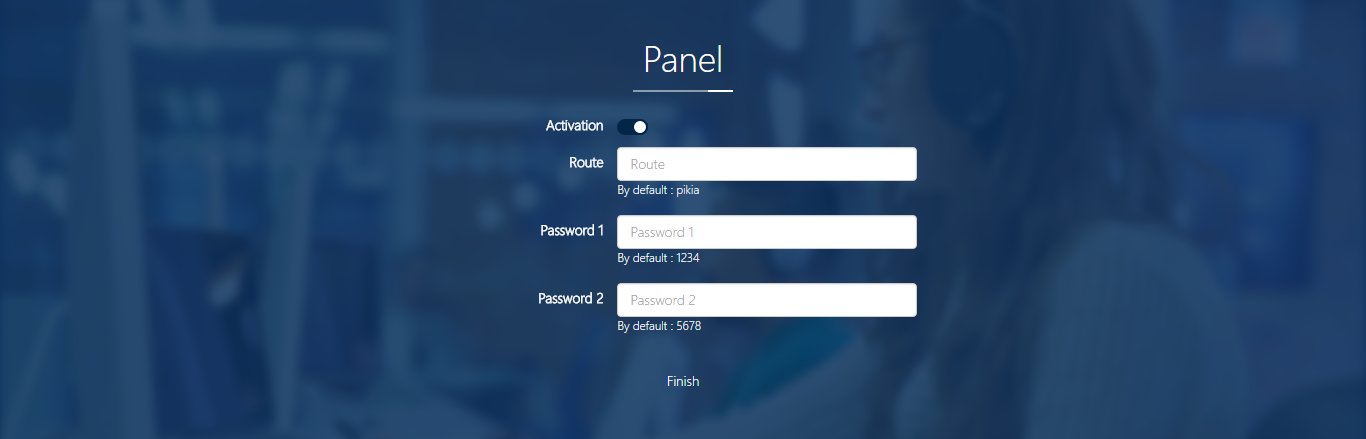 Panel
Activation
Route
Route
By default : pikia
Password 1
Password 1
By default : 1234
Password 2
Password 2
By default : 5678
Finish